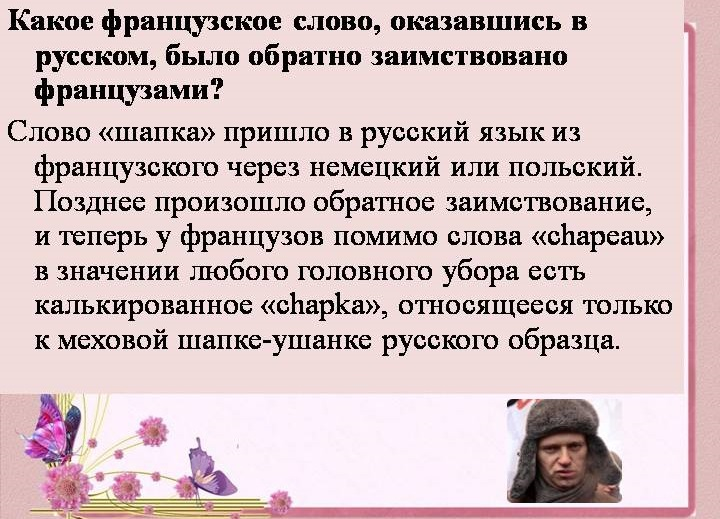 Какое французское слово, оказавшись в
русском, было обратно заимствовано
французами?
Слово «шапка» пришло в русский язык из
французского через немецкий или польский.
Позднее произошло обратное заимствование,
и теперь у французов помимо слова «chapeau»
в значении любого головного убора есть
калькированное «chapka», относящееся только
к меховой шапке-ушанке русского образца.